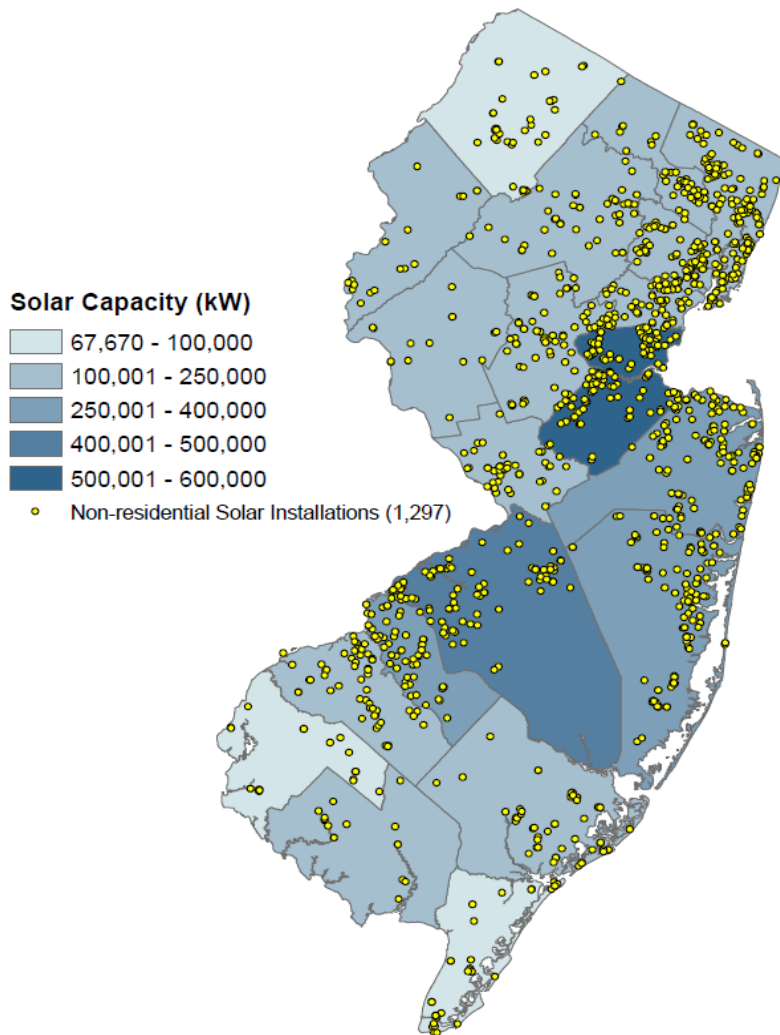 Solar Capacity (kW)
67,670 - 100,000
100,001 - 250,000
250,001 - 400,000
400,001 - 500,000
500,001 - 600,000
Non-residential Solar Installations (1,297)